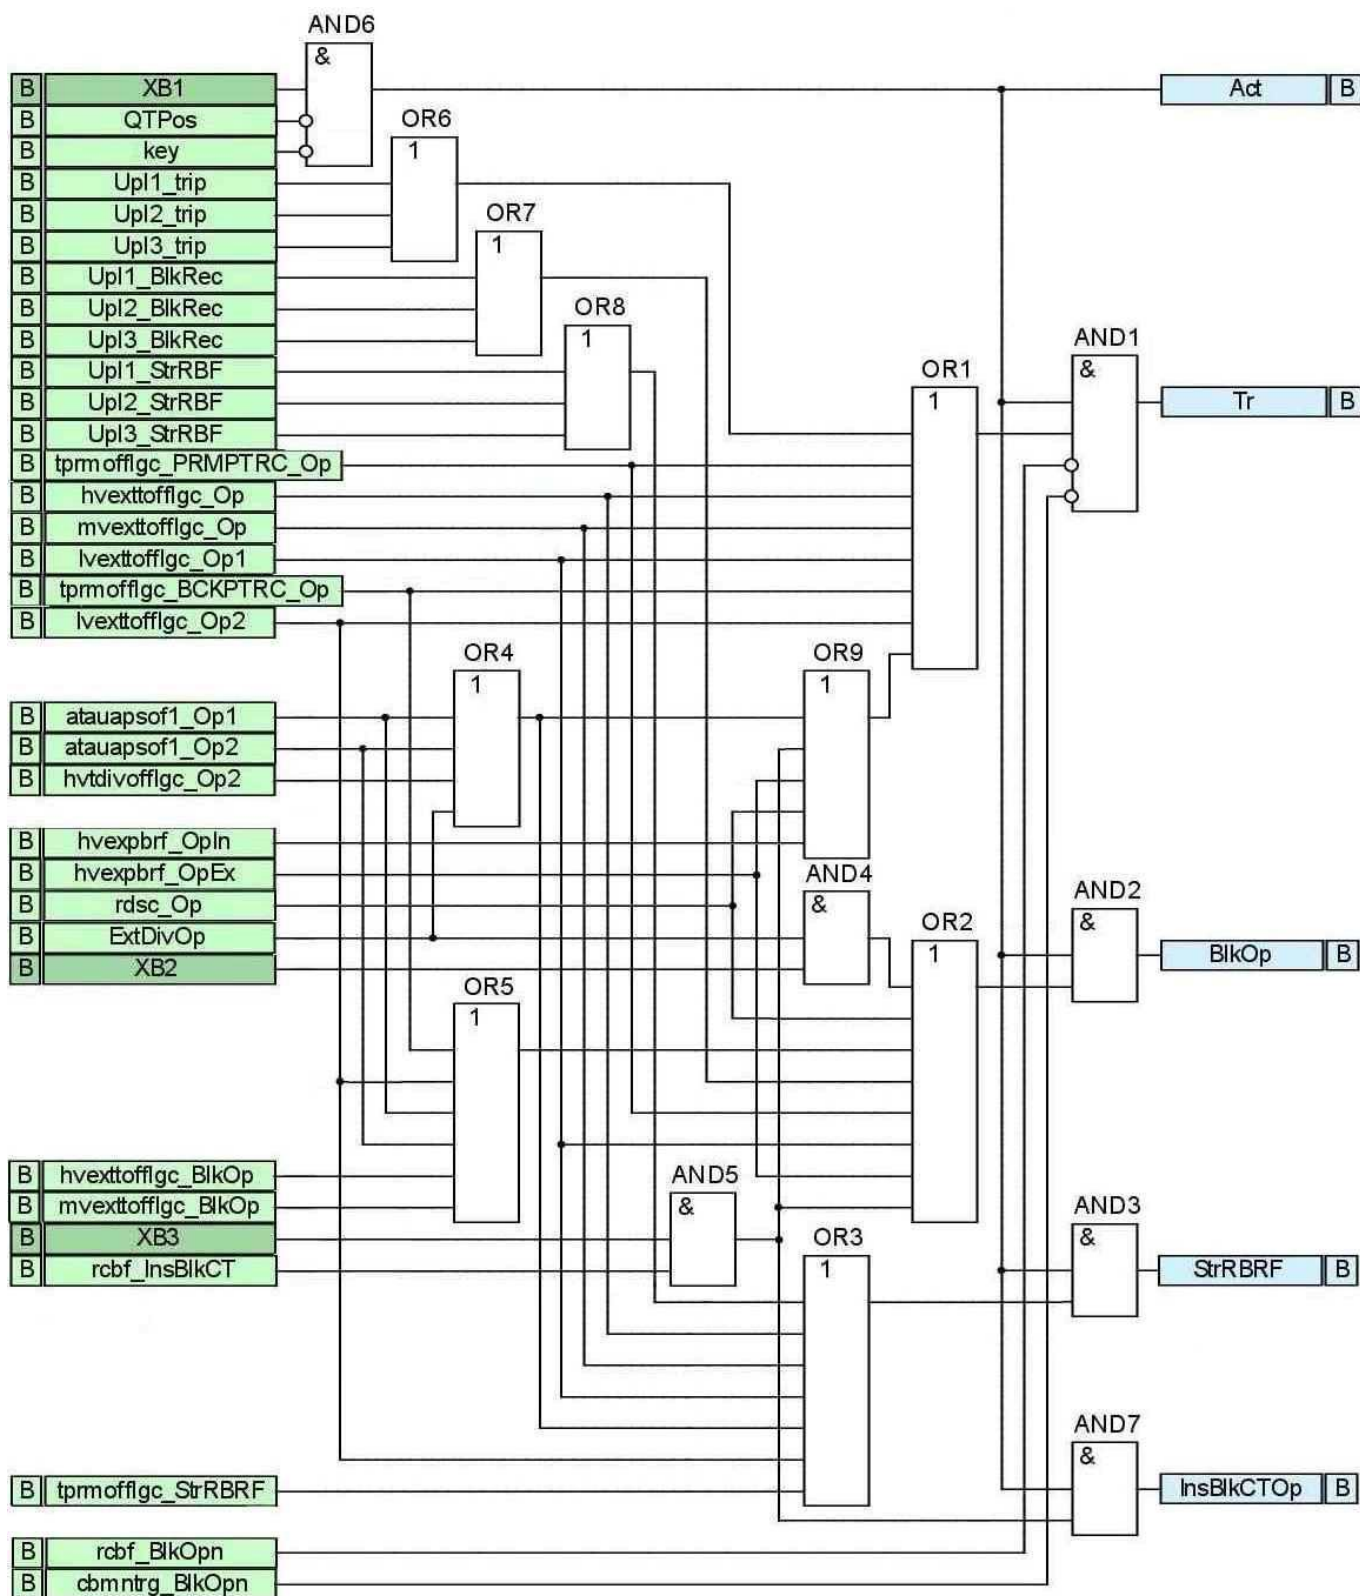 AND6
&
B XB1 Act B
B QTPos
OR6
B key 1
B Upl1_trip
B Upl2_trip
OR7
B Upl3_trip 1
B Upl1_BlkRec
B Upl2_BlkRec
OR8
B Upl3_BlkRec 1
AND1
B Upl1_StrRBF
OR1
&
B Upl2_StrRBF 1 Tr B
B Upl3_StrRBF
B tprmofflgc_PRMPTRC_Op
B hvexttofflgc_Op
B mvexttofflgc_Op
B lvexttofflgc_Op1
B tprmofflgc_BCKPTRC_Op
B lvexttofflgc_Op2
OR4 OR9
1 1
B atauapsof1_Op1
B atauapsof1_Op2
B hvtdivofflgc_Op2
B hvexpbrf_OpIn
B hvexpbrf_OpEx
AND4 AND2
B rdsc_Op & OR2 &
B ExtDivOp
B XB2 1 BlkOp B
OR5
1
B hvexttofflgc_BlkOp AND5
B mvexttofflgc_BlkOp & AND3
B XB3 OR3 &
B rcbf_InsBlkCT 1 StrRBRF B
AND7
&
B tprmofflgc_StrRBRF InsBlkCTOp B
B rcbf_BlkOpn
B cbmntrg_BlkOpn